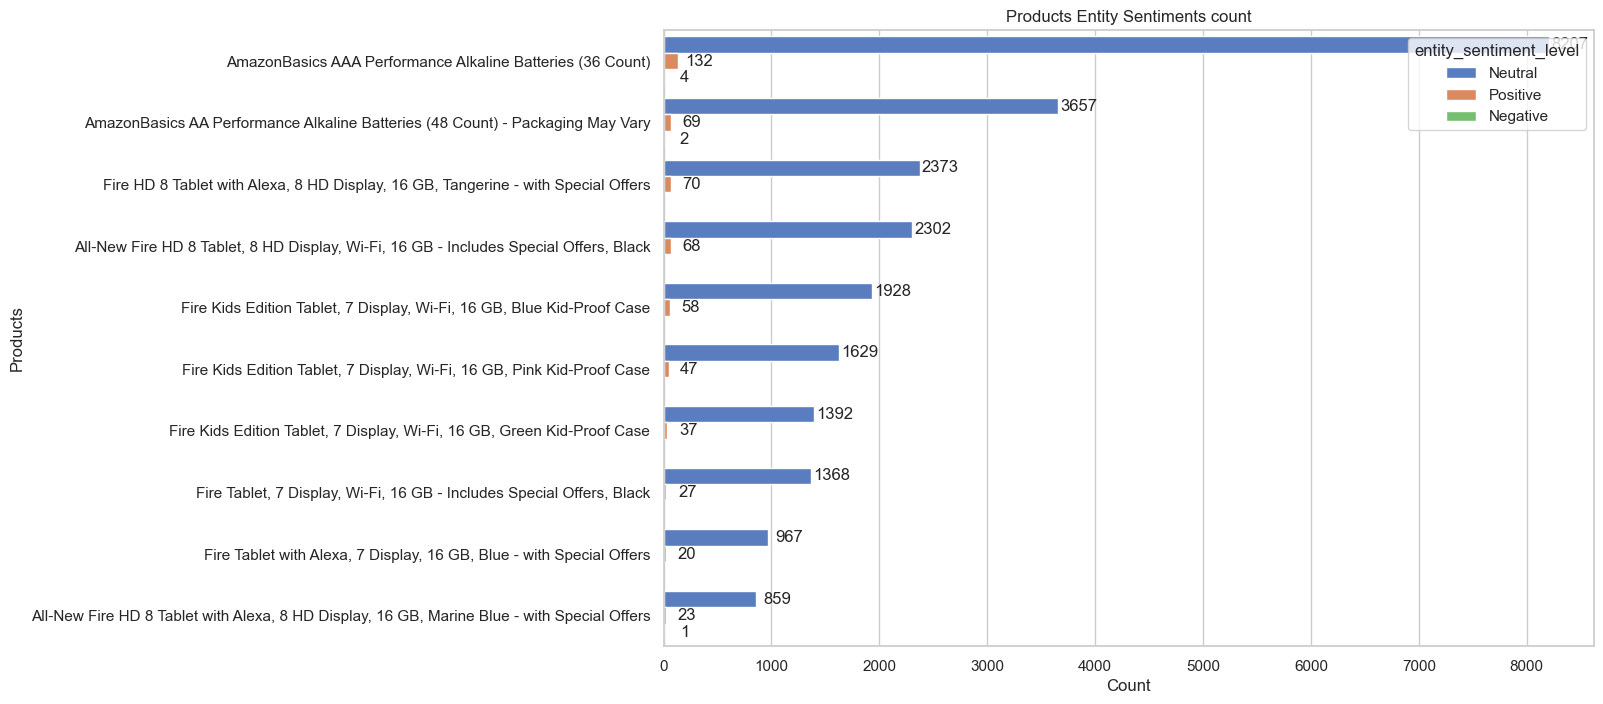 Products Entity Sentiments count
entity_sentiment_level
Neutral
Positive
Negative
Products
AmazonBasics AAA Performance Alkaline Batteries (36 Count)
8207
132
4
AmazonBasics AA Performance Alkaline Batteries (48 Count) - Packaging May Vary
3657
69
2
Fire HD 8 Tablet with Alexa, 8 HD Display, 16 GB, Tangerine - with Special Offers
2373
70
All-New Fire HD 8 Tablet, 8 HD Display, Wi-Fi, 16 GB - Includes Special Offers, Black
2302
68
Fire Kids Edition Tablet, 7 Display, Wi-Fi, 16 GB, Blue Kid-Proof Case
1928
58
Fire Kids Edition Tablet, 7 Display, Wi-Fi, 16 GB, Pink Kid-Proof Case
1629
47
Fire Kids Edition Tablet, 7 Display, Wi-Fi, 16 GB, Green Kid-Proof Case
1392
37
Fire Tablet, 7 Display, Wi-Fi, 16 GB - Includes Special Offers, Black
1368
27
Fire Tablet with Alexa, 7 Display, 16 GB, Blue - with Special Offers
967
20
All-New Fire HD 8 Tablet with Alexa, 8 HD Display, 16 GB, Marine Blue - with Special Offers
859
23
1
0 1000 2000 3000 4000 5000 6000 7000 8000
Count